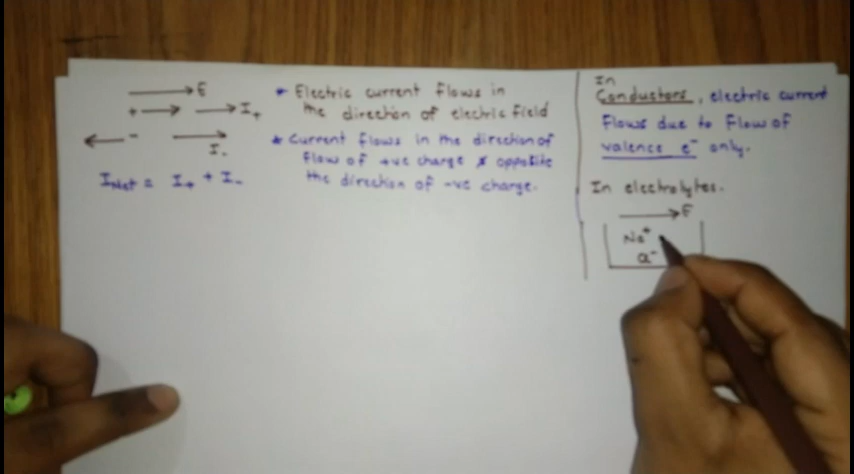 E
+ I+
-
I-
INet = I+ + I-
* Electric current flows in
the direction of electric field
* Current flows in the direction of
flow of +ve charge & opposite
the direction of -ve charge.
In
Conductors, electric current
Flows due to Flow of
valence e- only.
In electrolytes.
E
Na+
Cl-